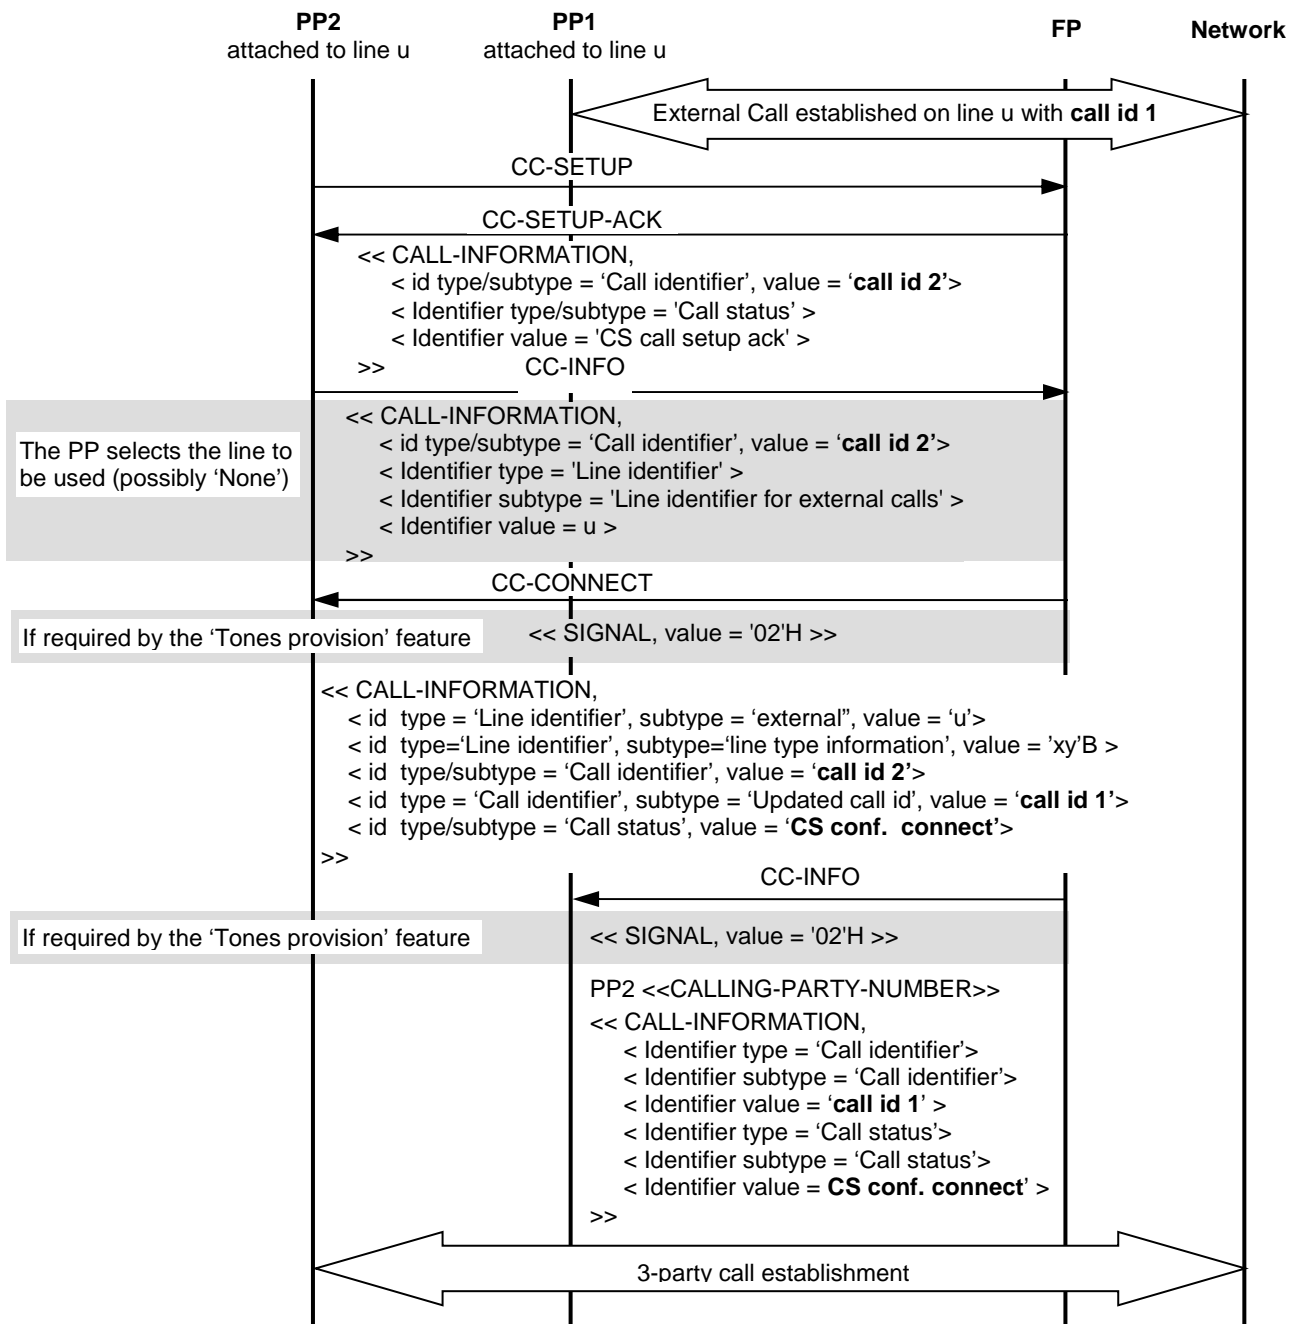 PP2
attached to line u
PP1
attached to line u
FP
Network
External Call established on line u with call id 1
CC-SETUP
CC-SETUP-ACK
<< CALL-INFORMATION,
< id type/subtype = ‘Call identifier’, value = ‘call id 2’>
< Identifier type/subtype = 'Call status’ >
< Identifier value = 'CS call setup ack' >
>>
CC-INFO
The PP selects the line to
be used (possibly ‘None’)
<< CALL-INFORMATION,
< id type/subtype = ‘Call identifier’, value = ‘call id 2’>
< Identifier type = 'Line identifier' >
< Identifier subtype = 'Line identifier for external calls' >
< Identifier value = u >
>>
CC-CONNECT
If required by the ‘Tones provision’ feature
<< SIGNAL, value = '02'H >>
<< CALL-INFORMATION,
< id type = ‘Line identifier’, subtype = ‘external”, value = ‘u’>
< id type=‘Line identifier’, subtype=‘line type information’, value = ’xy’B >
< id type/subtype = ‘Call identifier’, value = ‘call id 2’>
< id type = ‘Call identifier’, subtype = ‘Updated call id’, value = ‘call id 1’>
< id type/subtype = ‘Call status’, value = ‘CS conf. connect’>
>>
CC-INFO
If required by the ‘Tones provision’ feature
<< SIGNAL, value = '02'H >>
PP2 <<CALLING-PARTY-NUMBER>>
<< CALL-INFORMATION,
< Identifier type = ‘Call identifier’>
< Identifier subtype = ‘Call identifier’>
< Identifier value = ‘call id 1’ >
< Identifier type = ‘Call status’>
< Identifier subtype = ‘Call status’>
< Identifier value = CS conf. connect’ >
>>
3-party call establishment